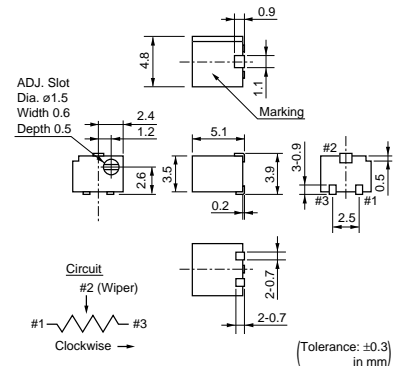 0.9
4.8
1.1
Marking
ADJ. Slot
Dia. ø1.5
Width 0.6
Depth 0.5
2.4
1.2
2.6
5.1
3.5
3.9
0.2
#2
3-0.9
0.5
#3
#1
2.5
2-0.7
2-0.7
Circuit
#2 (Wiper)
#1
#3
Clockwise
(Tolerance: ±0.3
in mm)